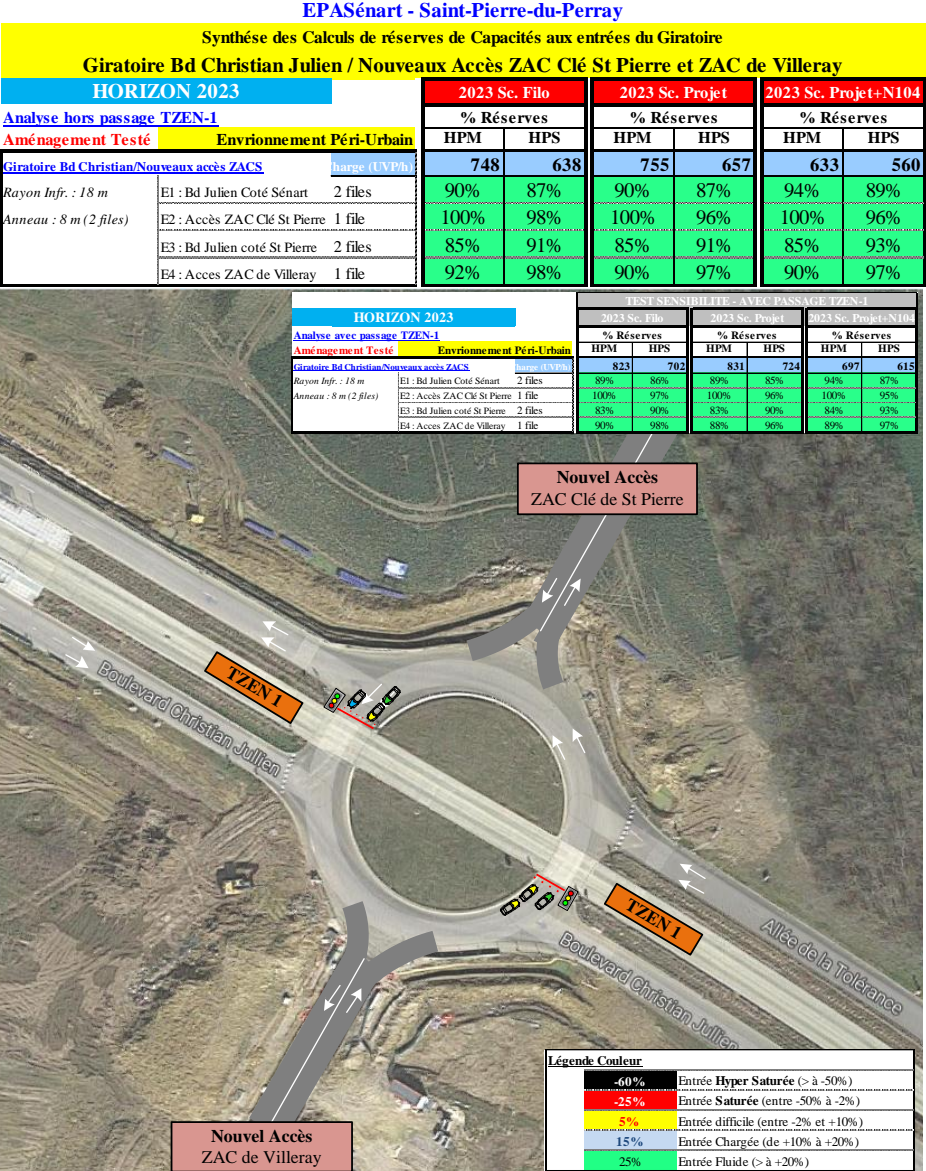 EPASénart - Saint-Pierre-du-Perray
Synthése des Calculs de réserves de Capacités aux entrées du Giratoire
Giratoire Bd Christian Julien / Nouveaux Accès ZAC Clé St Pierre et ZAC de Villeray
HORIZON 2023 2023 Sc. Filo 2023 Sc. Projet 2023 Sc. Projet+N104
Analyse hors passage TZEN-1 % Réserves % Réserves % Réserves
Aménagement Testé Envrionnement Péri-Urbain HPM HPS HPM HPS HPM HPS
Giratoire Bd Christian/Nouveaux accès ZACS harge (UVP/h) 748 638 755 657 633 560
Rayon Infr. : 18 m E1 : Bd Julien Coté Sénart 2 files 90% 87% 90% 87% 94% 89%
Anneau : 8 m (2 files) E2 : Accès ZAC Clé St Pierre 1 file 100% 98% 100% 96% 100% 96%
E3 : Bd Julien coté St Pierre 2 files 85% 91% 85% 91% 85% 93%
E4 : Acces ZAC de Villeray 1 file 92% 98% 90% 97% 90% 97%
TEST SENSIBILITE - AVEC PASSAGE TZEN-1
HORIZON 2023 2023 Sc. Filo 2023 Sc. Projet 2023 Sc. Projet+N104
Analyse avec passage TZEN-1 % Réserves % Réserves % Réserves
Aménagement Testé Envrionnement Péri-Urbain HPM HPS HPM HPS HPM HPS
Giratoire Bd Christian/Nouveaux accès ZACS harge (UVP/h) 823 702 831 724 697 615
Rayon Infr. : 18 m E1 : Bd Julien Coté Sénart 2 files 89% 86% 89% 85% 94% 87%
Anneau : 8 m (2 files) E2 : Accès ZAC Clé St Pierre 1 file 100% 97% 100% 96% 100% 95%
E3 : Bd Julien coté St Pierre 2 files 83% 90% 83% 90% 84% 93%
E4 : Acces ZAC de Villeray 1 file 90% 98% 88% 96% 89% 97%
Nouvel Accès
ZAC Clé de St Pierre
TZEN 1
Boulevard Christian Jullien
TZEN 1
Allée de la Tolérance
Boulevard Christian Jullien
Nouvel Accès
ZAC de Villeray
Légende Couleur
-60% Entrée Hyper Saturée (> à -50%)
-25% Entrée Saturée (entre -50% à -2%)
5% Entrée difficile (entre -2% et +10%)
15% Entrée Chargée (de +10% à +20%)
25% Entrée Fluide (> à +20%)